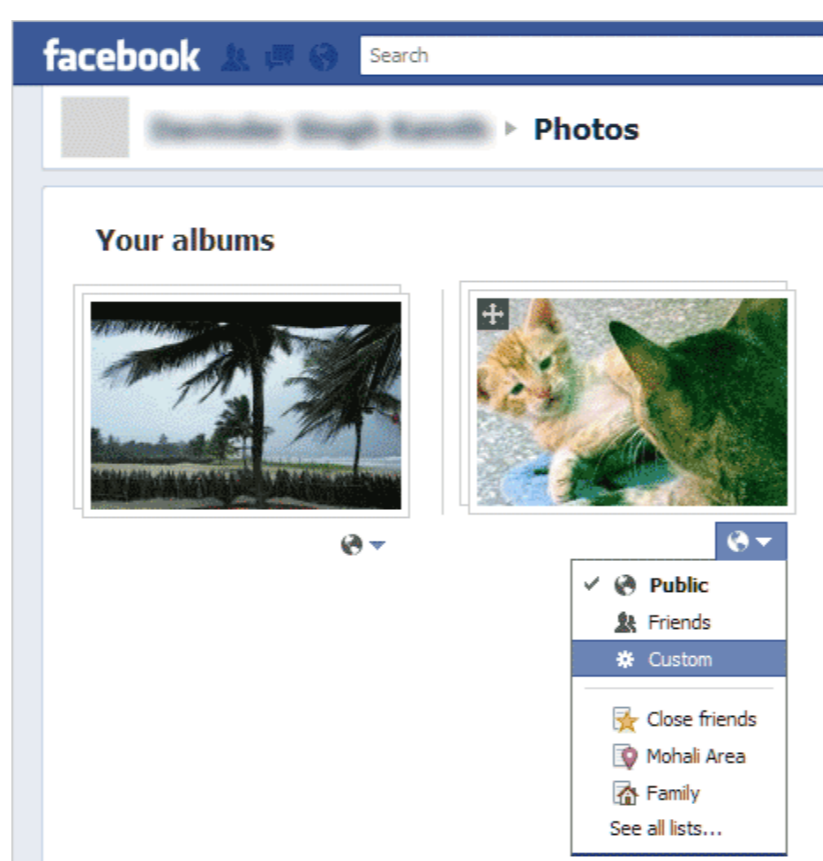 facebook Search
Photos
Your albums
Public
Friends
Custom
Close friends
Mohali Area
Family
See all lists...